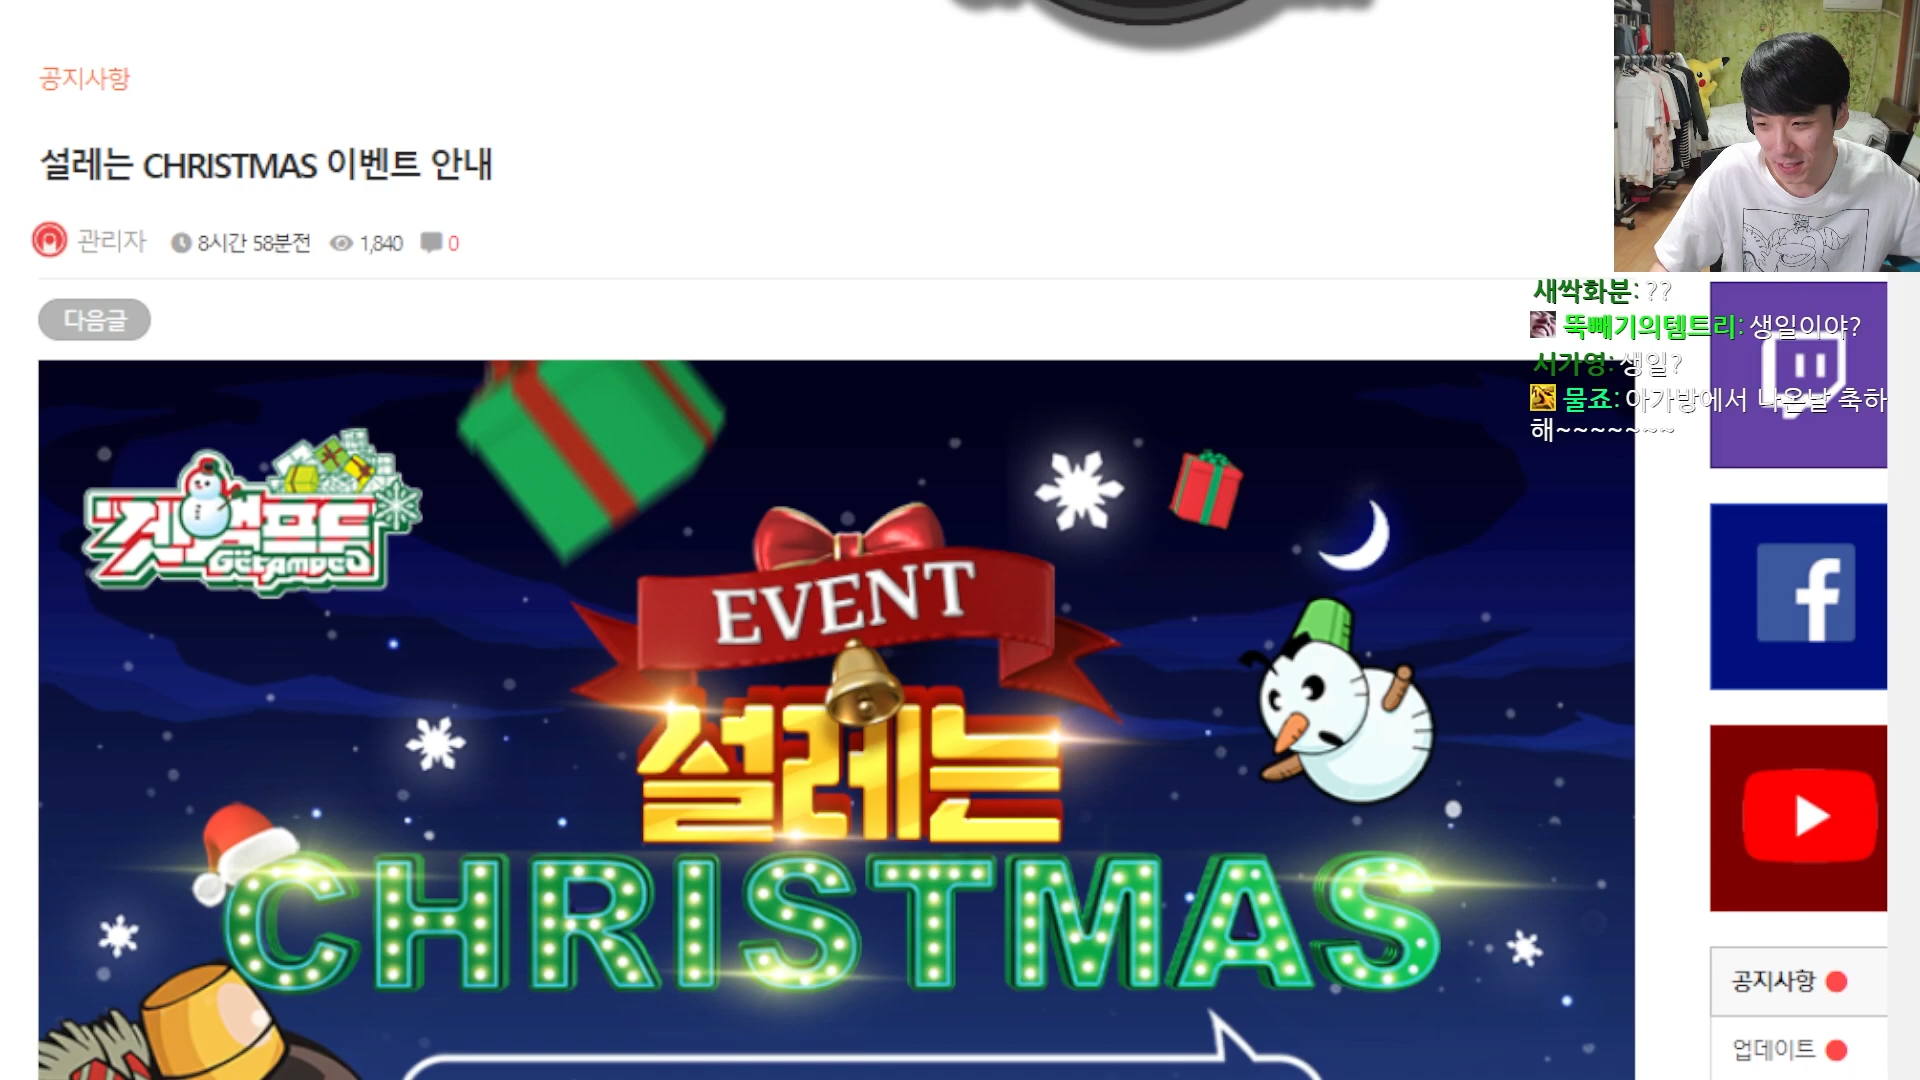 공지사항
설레는 CHRISTMAS 이벤트 안내
관리자 8시간 58분전 1,840 0
다음글
새싹화분: ??
뚝빼기의템트리: 생일이야?
서가영: 생일?
물죠: 아가방에서 나온날 축하
해~~~~~~~
겟앰프드
GetAmped
EVENT
설레는
CHRISTMAS
공지사항
업데이트